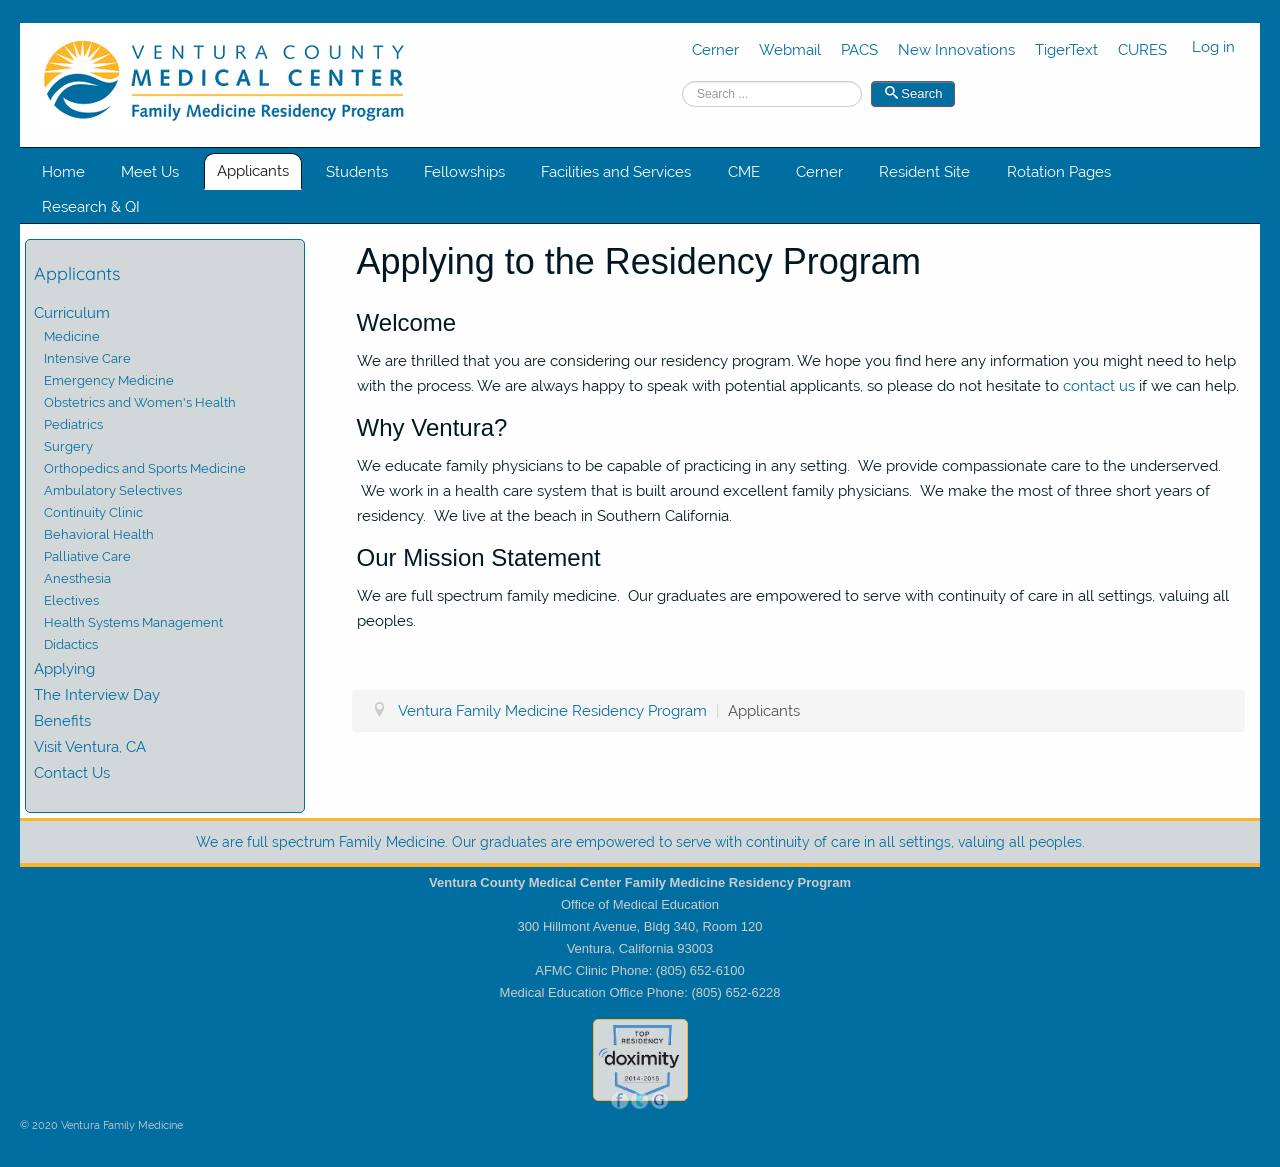 VENTURA COUNTY
MEDICAL CENTER
Family Medicine Residency Program
Cerner Webmail PACS New Innovations TigerText CURES Log in
Search ... Search
Home Meet Us Applicants Students Fellowships Facilities and Services CME Cerner Resident Site Rotation Pages
Research & QI
Applicants
Curriculum
Medicine
Intensive Care
Emergency Medicine
Obstetrics and Women's Health
Pediatrics
Surgery
Orthopedics and Sports Medicine
Ambulatory Selectives
Continuity Clinic
Behavioral Health
Palliative Care
Anesthesia
Electives
Health Systems Management
Didactics
Applying
The Interview Day
Benefits
Visit Ventura, CA
Contact Us
Applying to the Residency Program
Welcome
We are thrilled that you are considering our residency program. We hope you find here any information you might need to help
with the process. We are always happy to speak with potential applicants, so please do not hesitate to contact us if we can help.
Why Ventura?
We educate family physicians to be capable of practicing in any setting.  We provide compassionate care to the underserved.
We work in a health care system that is built around excellent family physicians.  We make the most of three short years of
residency.  We live at the beach in Southern California.
Our Mission Statement
We are full spectrum family medicine.  Our graduates are empowered to serve with continuity of care in all settings, valuing all
peoples.
Ventura Family Medicine Residency Program | Applicants
We are full spectrum Family Medicine. Our graduates are empowered to serve with continuity of care in all settings, valuing all peoples.
Ventura County Medical Center Family Medicine Residency Program
Office of Medical Education
300 Hillmont Avenue, Bldg 340, Room 120
Ventura, California 93003
AFMC Clinic Phone: (805) 652-6100
Medical Education Office Phone: (805) 652-6228
TOP
RESIDENCY
doximity
2014-2015
f G
© 2020 Ventura Family Medicine